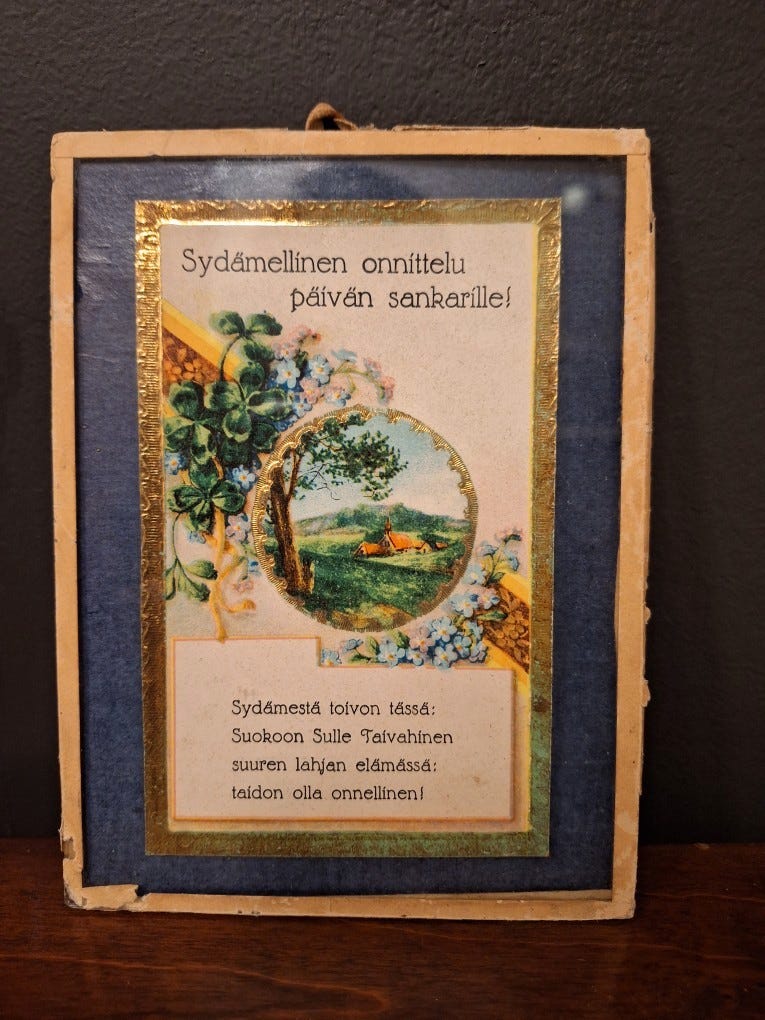 Sydämellinen onnittelu
päivän sankarille!
Sydämestä toivon tässä:
Suokoon Sulle Taivahinen
suuren lahjan elämässä:
taidon olla onnellinen!